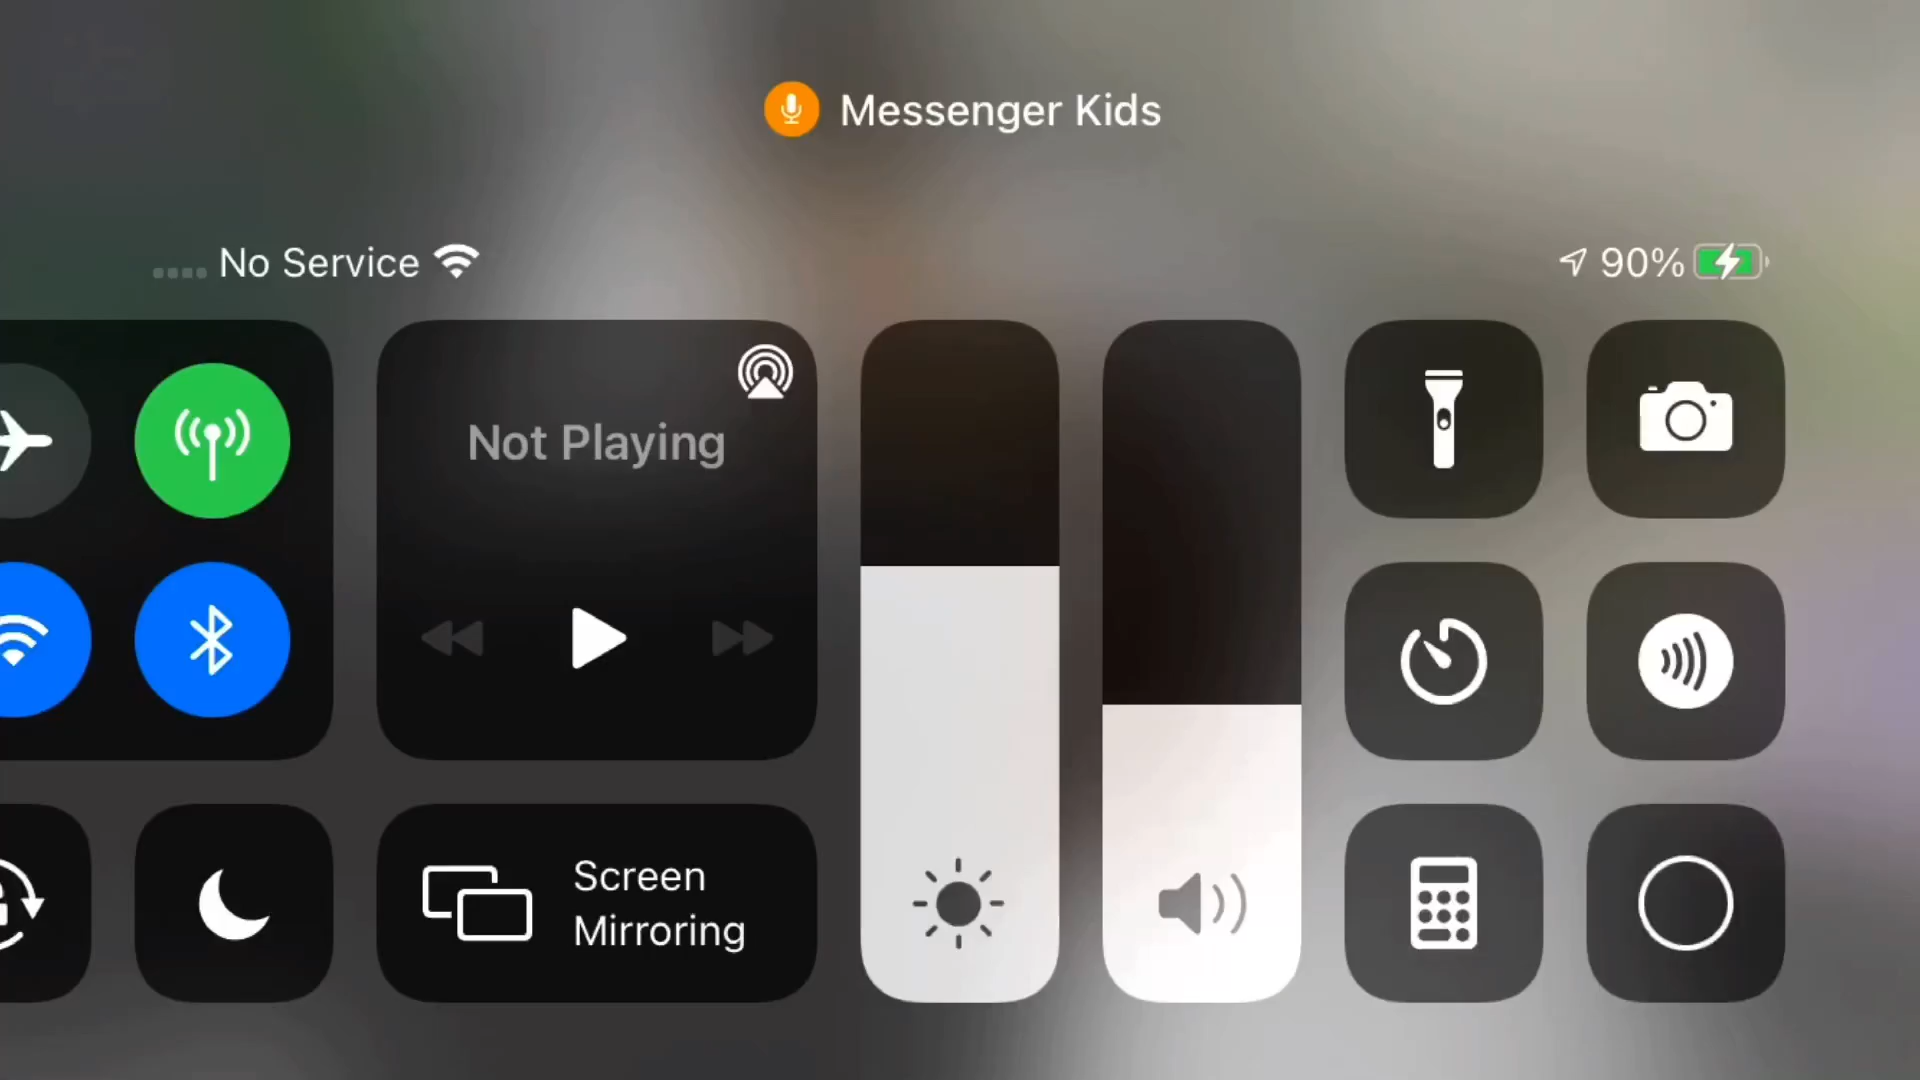 Messenger Kids
No Service
90%
Not Playing
Screen
Mirroring